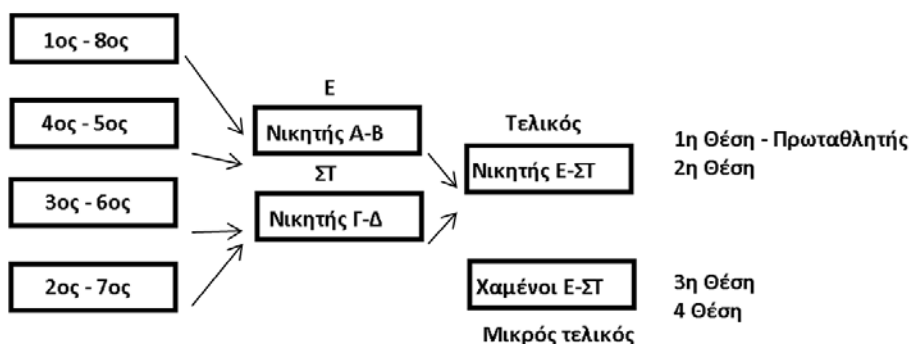 1ος - 8ος
4ος - 5ος
3ος - 6ος
2ος - 7ος
Ε
Νικητής Α-Β
ΣΤ
Νικητής Γ-Δ
Τελικός
Νικητής Ε-ΣΤ
1η Θέση - Πρωταθλητής
2η Θέση
Χαμένοι Ε-ΣΤ
Μικρός τελικός
3η Θέση
4 Θέση